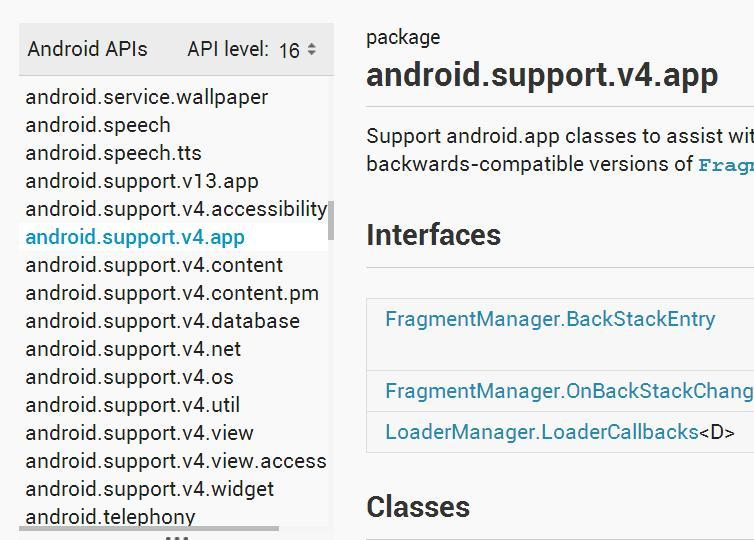 Android APIs API level: 16
android.service.wallpaper
android.speech
android.speech.tts
android.support.v13.app
android.support.v4.accessibility
android.support.v4.app
android.support.v4.content
android.support.v4.content.pm
android.support.v4.database
android.support.v4.net
android.support.v4.os
android.support.v4.util
android.support.v4.view
android.support.v4.view.access
android.support.v4.widget
android.telephony
package
android.support.v4.app
Support android.app classes to assist wit
backwards-compatible versions of Fragm
Interfaces
FragmentManager.BackStackEntry
FragmentManager.OnBackStackChang
LoaderManager.LoaderCallbacks<D>
Classes